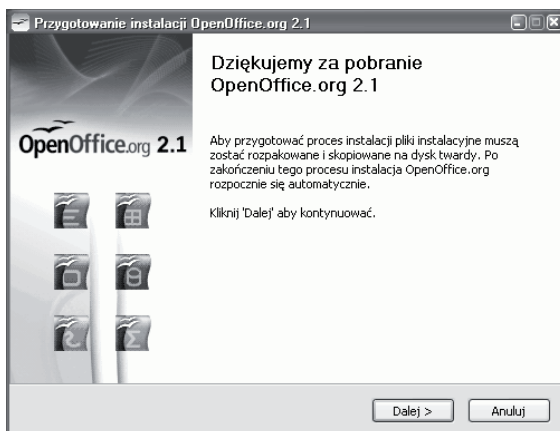 Przygotowanie instalacji OpenOffice.org 2.1
Dziękujemy za pobranie
OpenOffice.org 2.1
OpenOffice.org 2.1
Aby przygotować proces instalacji pliki instalacyjne muszą
zostać rozpakowane i skopiowane na dysk twardy. Po
zakończeniu tego procesu instalacja OpenOffice.org
rozpocznie się automatycznie.
Kliknij 'Dalej' aby kontynuować.
Dalej >
Anuluj